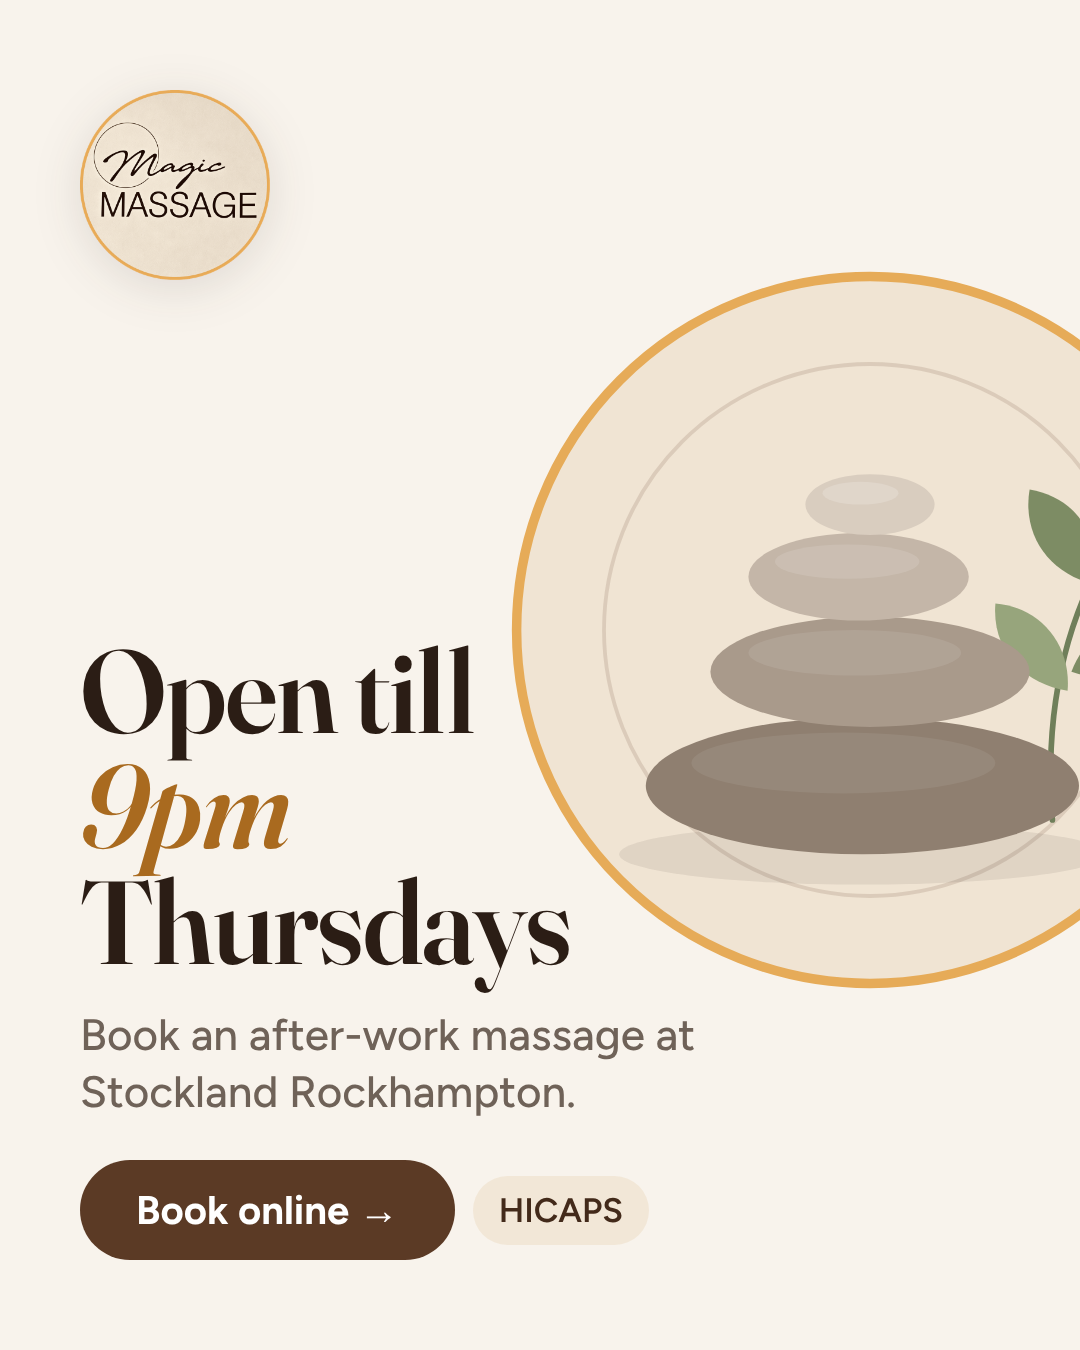 Magic
MASSAGE
Open till
9pm
Thursdays
Book an after-work massage at
Stockland Rockhampton.
Book online →
HICAPS